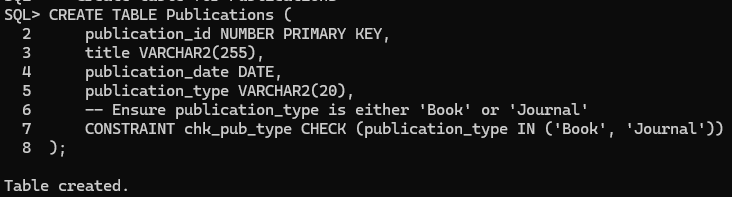 SQL> CREATE TABLE Publications (
  2      publication_id NUMBER PRIMARY KEY,
  3      title VARCHAR2(255),
  4      publication_date DATE,
  5      publication_type VARCHAR2(20),
  6      -- Ensure publication_type is either 'Book' or 'Journal'
  7      CONSTRAINT chk_pub_type CHECK (publication_type IN ('Book', 'Journal'))
  8  );
Table created.